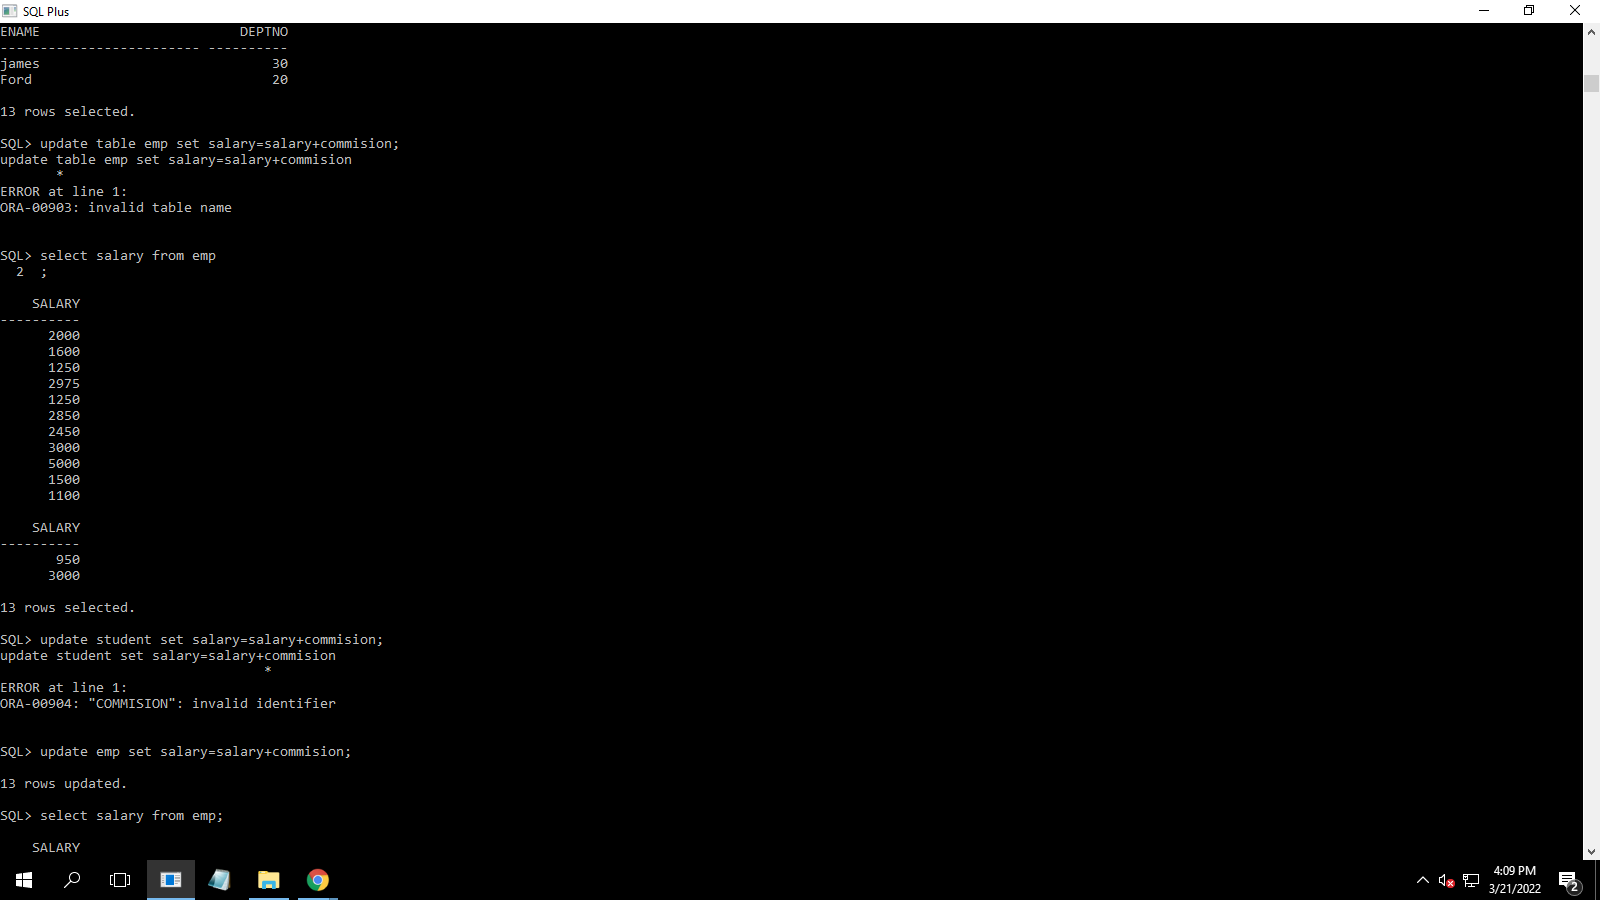 SQL Plus
ENAME                         DEPTNO
------------------------- ----------
james                             30
Ford                              20
13 rows selected.
SQL> update table emp set salary=salary+commision;
update table emp set salary=salary+commision
       *
ERROR at line 1:
ORA-00903: invalid table name
SQL> select salary from emp
  2  ;
    SALARY
----------
      2000
      1600
      1250
      2975
      1250
      2850
      2450
      3000
      5000
      1500
      1100
    SALARY
----------
       950
      3000
13 rows selected.
SQL> update student set salary=salary+commision;
update student set salary=salary+commision
                                 *
ERROR at line 1:
ORA-00904: "COMMISION": invalid identifier
SQL> update emp set salary=salary+commision;
13 rows updated.
SQL> select salary from emp;
    SALARY
4:09 PM
3/21/2022
2